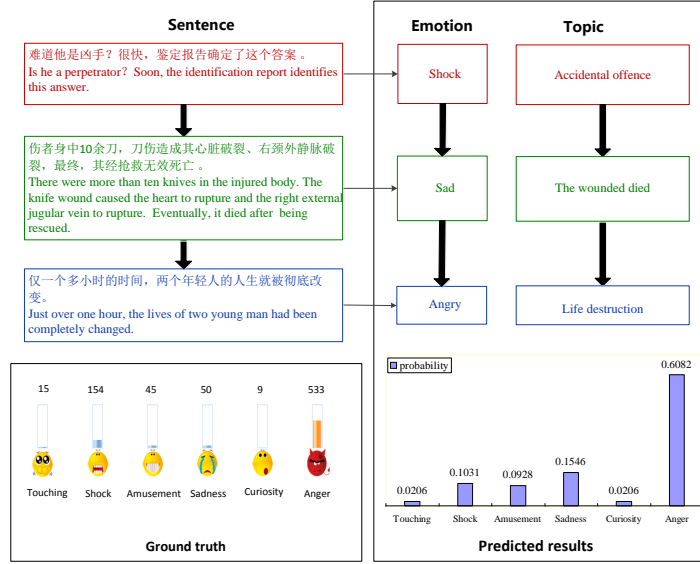 Sentence
Emotion
Topic
难道他是凶手？很快，鉴定报告确定了这个答案 。
Is he a perpetrator? Soon, the identification report identifies
this answer.
Shock
Accidental offence
伤者身中10余刀，刀伤造成其心脏破裂、右颈外静脉破
裂，最终，其经抢救无效死亡 。
There were more than ten knives in the injured body. The
knife wound caused the heart to rupture and the right external
jugular vein to rupture. Eventually, it died after being
rescued.
Sad
The wounded died
仅一个多小时的时间，两个年轻人的人生就被彻底改
变。
Just over one hour, the lives of two young man had been
completely changed.
Angry
Life destruction
15 154 45 50 9 533
Touching Shock Amusement Sadness Curiosity Anger
Ground truth
probability
0.0206 0.1031 0.0928 0.1546 0.0206 0.6082
Touching Shock Amusement Sadness Curiosity Anger
Predicted results